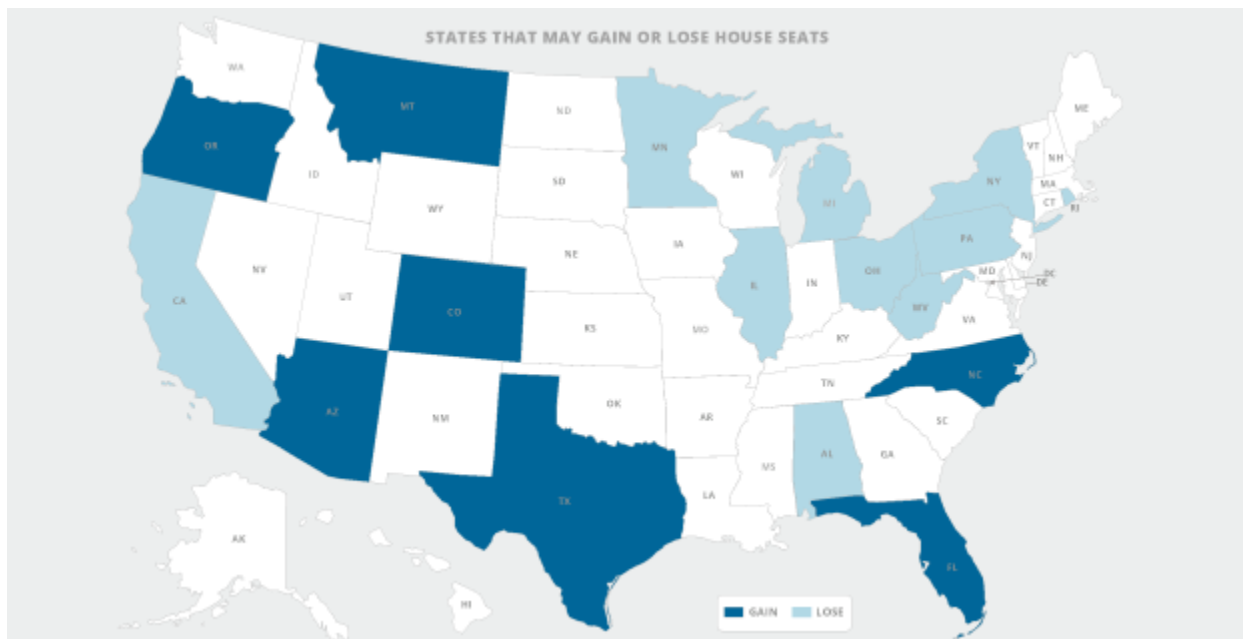 STATES THAT MAY GAIN OR LOSE HOUSE SEATS
WA
MT
ND
MN
ME
OR
ID
SD
WI
VT
NH
NY
MA
CT
RI
WY
MI
IA
NE
PA
NJ
NV
UT
CA
CO
KS
MO
IL
IN
OH
WV
MD
DC
DE
VA
KY
AZ
NM
OK
AR
TN
NC
SC
MS
AL
GA
LA
TX
AK
FL
HI
GAIN
LOSE